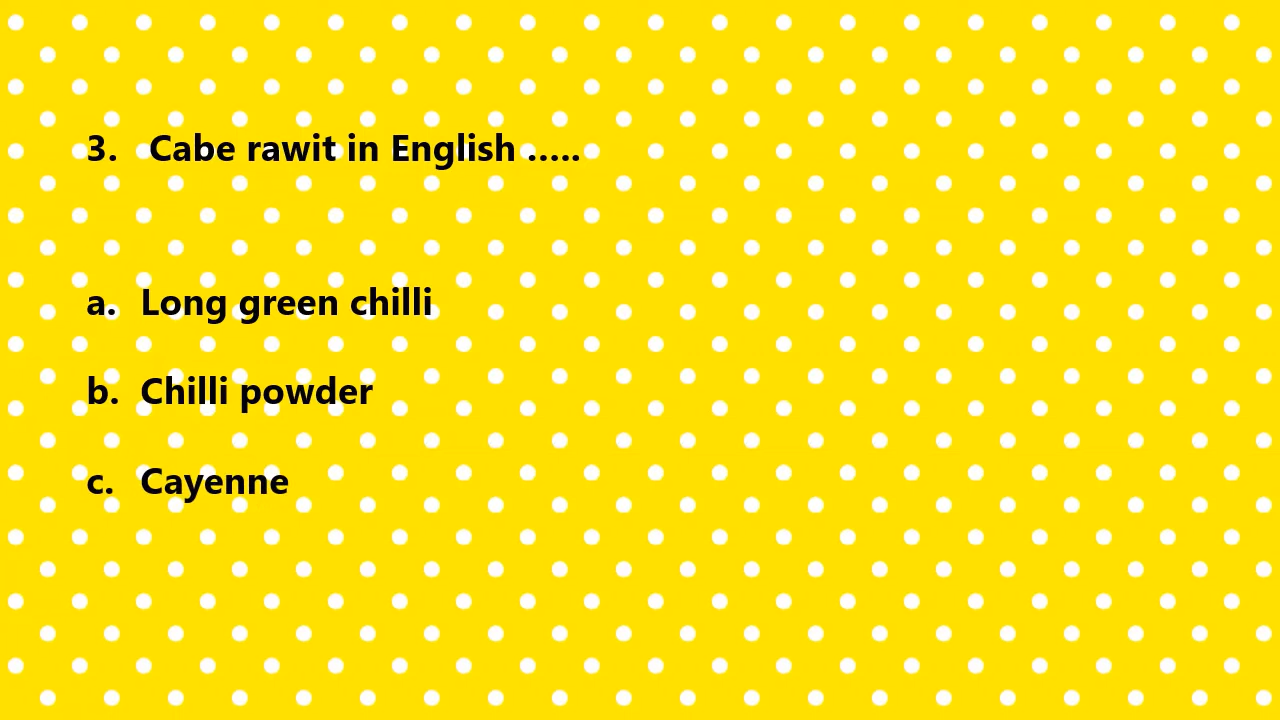 3. Cabe rawit in English .....
a. Long green chilli
b. Chilli powder
c. Cayenne